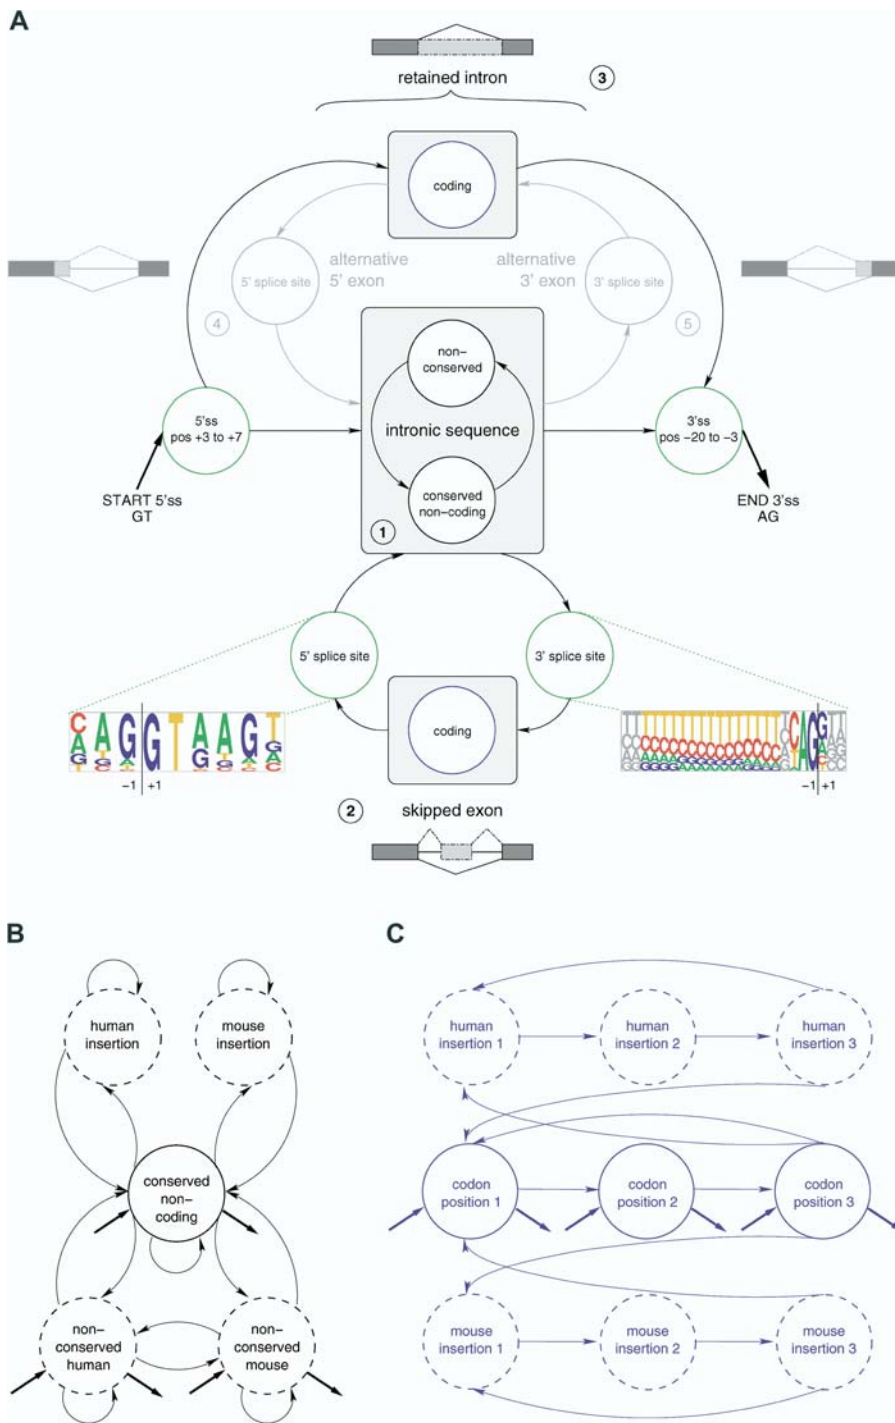 A
retained intron
3
coding
alternative
5' exon
alternative
3' exon
5' splice site
3' splice site
4
5
non-
conserved
5'ss
pos +3 to +7
intronic sequence
3'ss
pos -20 to -3
conserved
non-coding
START 5'ss
GT
END 3'ss
AG
1
5' splice site
3' splice site
coding
-1 +1
-1 +1
2
skipped exon
B
C
human
insertion
mouse
insertion
human
insertion 1
human
insertion 2
human
insertion 3
conserved
non-
coding
codon
position 1
codon
position 2
codon
position 3
non-
conserved
human
non-
conserved
mouse
mouse
insertion 1
mouse
insertion 2
mouse
insertion 3